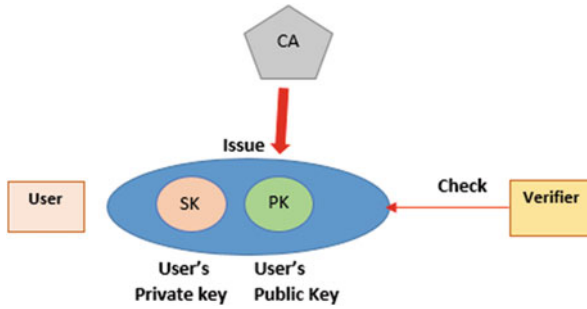 CA
Issue
User
SK
PK
Check
Verifier
User's
Private key
User's
Public Key